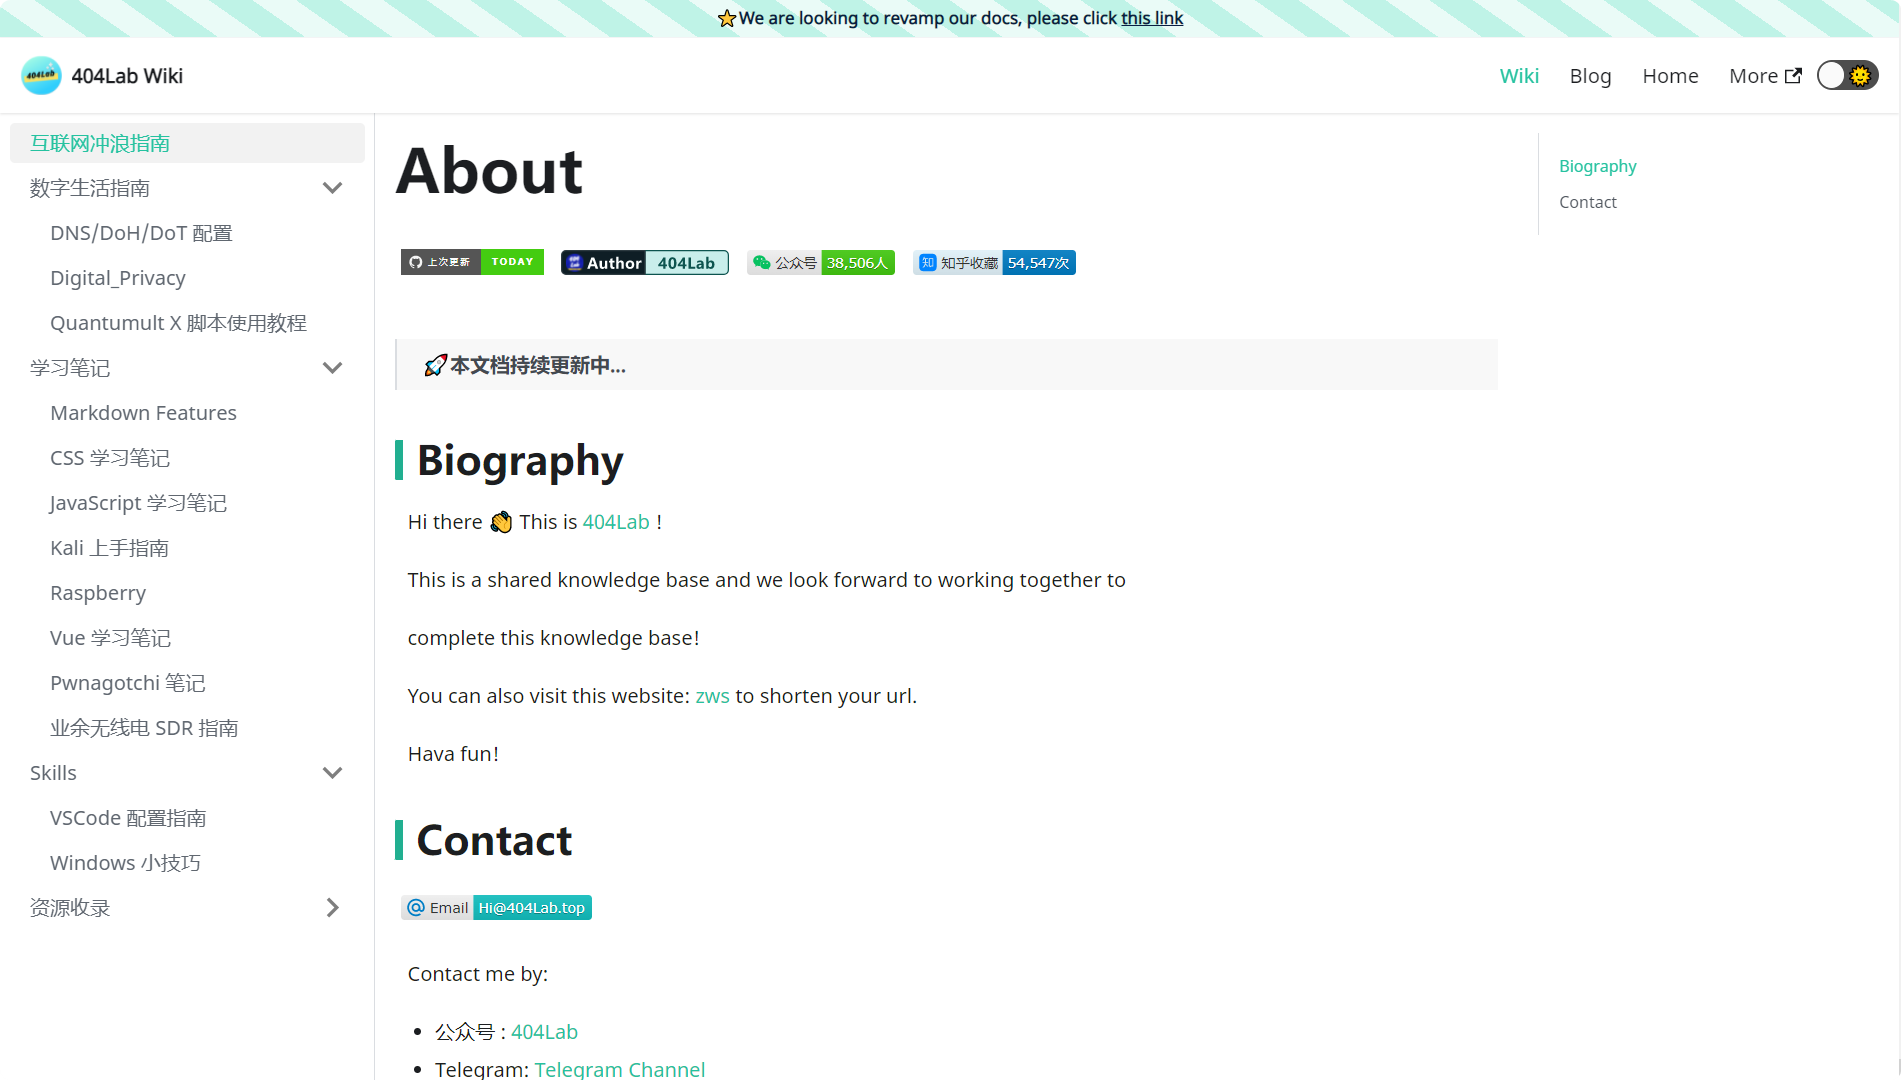 ⭐We are looking to revamp our docs, please click this link
404Lab
404Lab Wiki
Wiki
Blog
Home
More
互联网冲浪指南
数字生活指南
DNS/DoH/DoT 配置
Digital_Privacy
Quantumult X 脚本使用教程
学习笔记
Markdown Features
CSS 学习笔记
JavaScript 学习笔记
Kali 上手指南
Raspberry
Vue 学习笔记
Pwnagotchi 笔记
业余无线电 SDR 指南
Skills
VSCode 配置指南
Windows 小技巧
资源收录
About
上次更新 TODAY
Author 404Lab
公众号 38,506人
知 知乎收藏 54,547次
🚀本文档持续更新中...
Biography
Hi there 👏 This is 404Lab !
This is a shared knowledge base and we look forward to working together to
complete this knowledge base!
You can also visit this website: zws to shorten your url.
Hava fun!
Contact
Email Hi@404Lab.top
Contact me by:
公众号 : 404Lab
Telegram: Telegram Channel
Biography
Contact